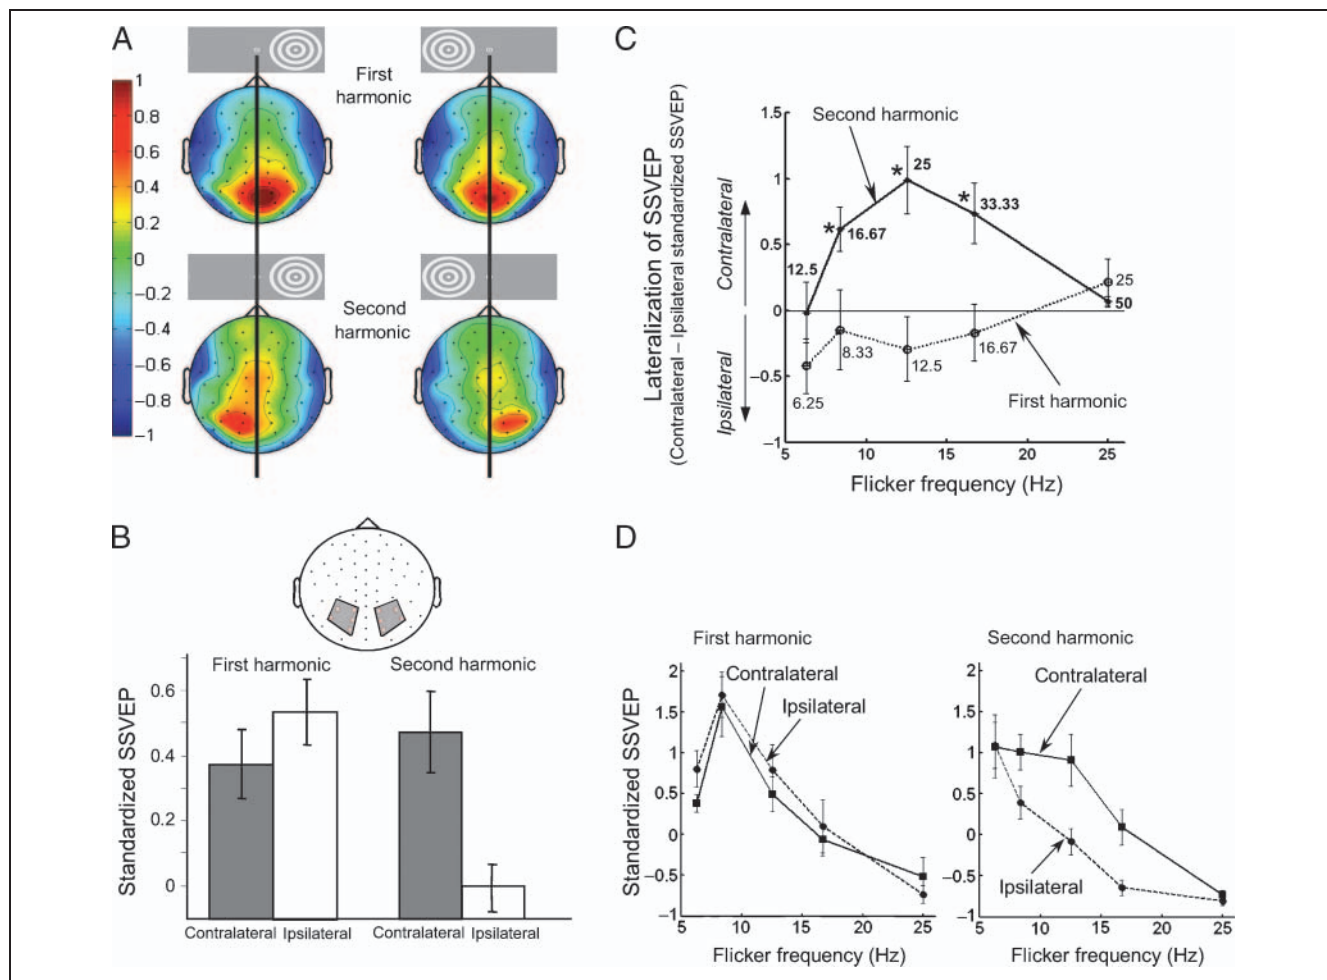 A
First
harmonic
1
0.8
0.6
0.4
0.2
0
−0.2
−0.4
−0.6
−0.8
−1
Second
harmonic
B
First harmonic
Second harmonic
Standardized SSVEP
0.6
0.4
0.2
0
Contralateral
Ipsilateral
Contralateral
Ipsilateral
C
Lateralization of SSVEP
(Contralateral – Ipsilateral standardized SSVEP)
Contralateral
Ipsilateral
1.5
1
0.5
0
−0.5
−1
Second harmonic
* 25
* 33.33
* 16.67
12.5
25
50
8.33
12.5
16.67
6.25
First harmonic
5
10
15
20
25
Flicker frequency (Hz)
D
First harmonic
Standardized SSVEP
2
1.5
1
0.5
0
−0.5
−1
Contralateral
Ipsilateral
5
10
15
20
25
Flicker frequency (Hz)
Second harmonic
2
1.5
1
0.5
0
−0.5
−1
Contralateral
Ipsilateral
5
10
15
20
25
Flicker frequency (Hz)